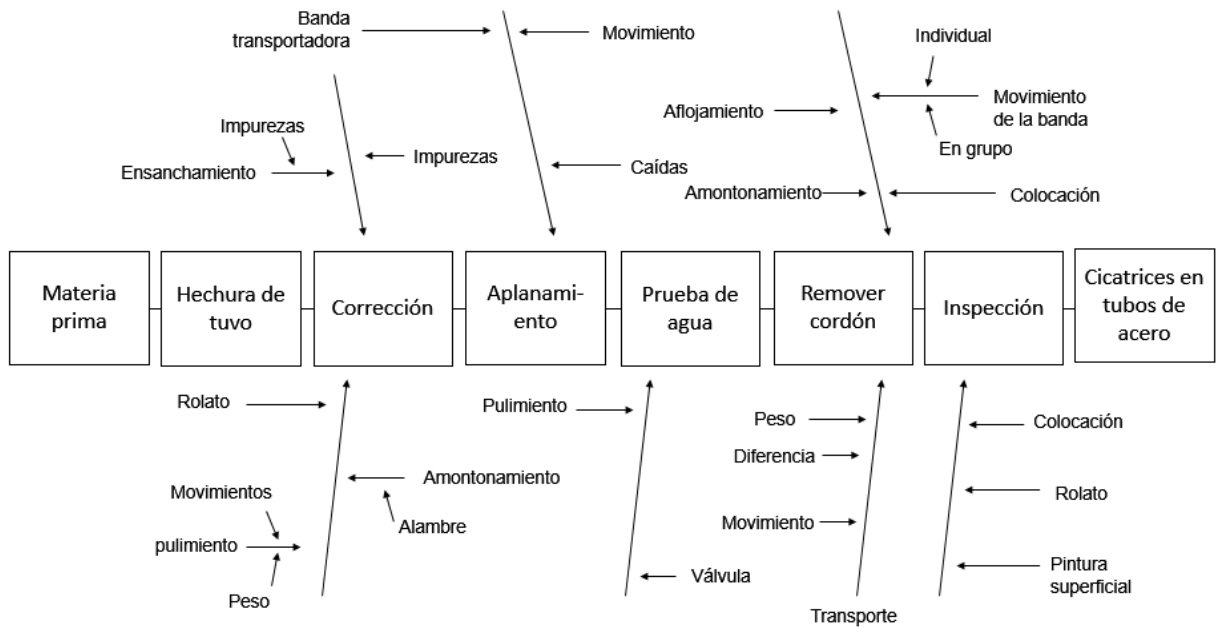 Banda
transportadora
Movimiento
Individual
Aflojamiento
Movimiento
de la banda
Impurezas
En grupo
Impurezas
Ensanchamiento
Caídas
Amontonamiento
Colocación
Materia
prima
Hechura de
tuvo
Corrección
Aplanami-
ento
Prueba de
agua
Remover
cordón
Inspección
Cicatrices en
tubos de
acero
Rolato
Pulimiento
Peso
Colocación
Diferencia
Movimientos
Amontonamiento
Rolato
Alambre
Movimiento
pulimiento
Válvula
Pintura
superficial
Peso
Transporte